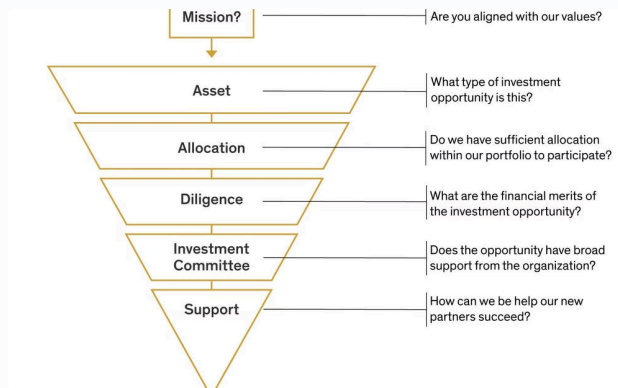 Mission?
Are you aligned with our values?
Asset
What type of investment
opportunity is this?
Allocation
Do we have sufficient allocation
within our portfolio to participate?
Diligence
What are the financial merits of
the investment opportunity?
Investment
Committee
Does the opportunity have broad
support from the organization?
Support
How can we be help our new
partners succeed?